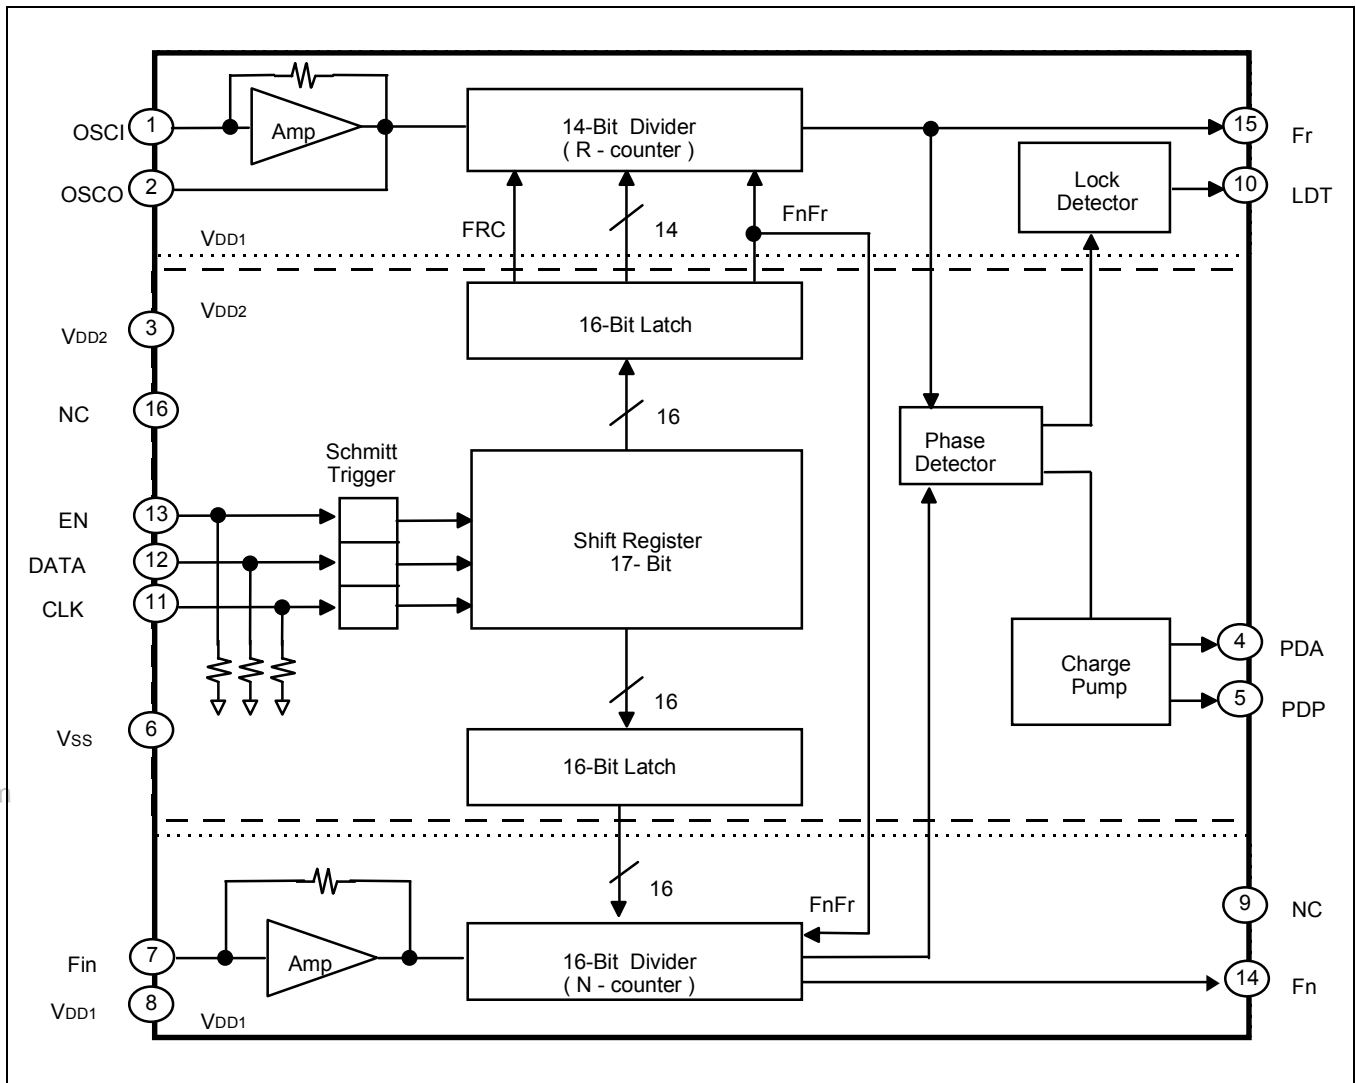 OSCI
1
Amp
14-Bit Divider
( R - counter )
15
Fr
OSCO
2
Lock
Detector
10
LDT
FRC
14
FnFr
VDD1
VDD2
3
VDD2
16-Bit Latch
NC
16
16
Phase
Detector
Schmitt
Trigger
EN
13
DATA
12
CLK
11
Shift Register
17- Bit
Charge
Pump
4
PDA
5
PDP
16
Vss
6
16-Bit Latch
16
FnFr
9
NC
Fin
7
Amp
16-Bit Divider
( N - counter )
14
Fn
VDD1
8
VDD1